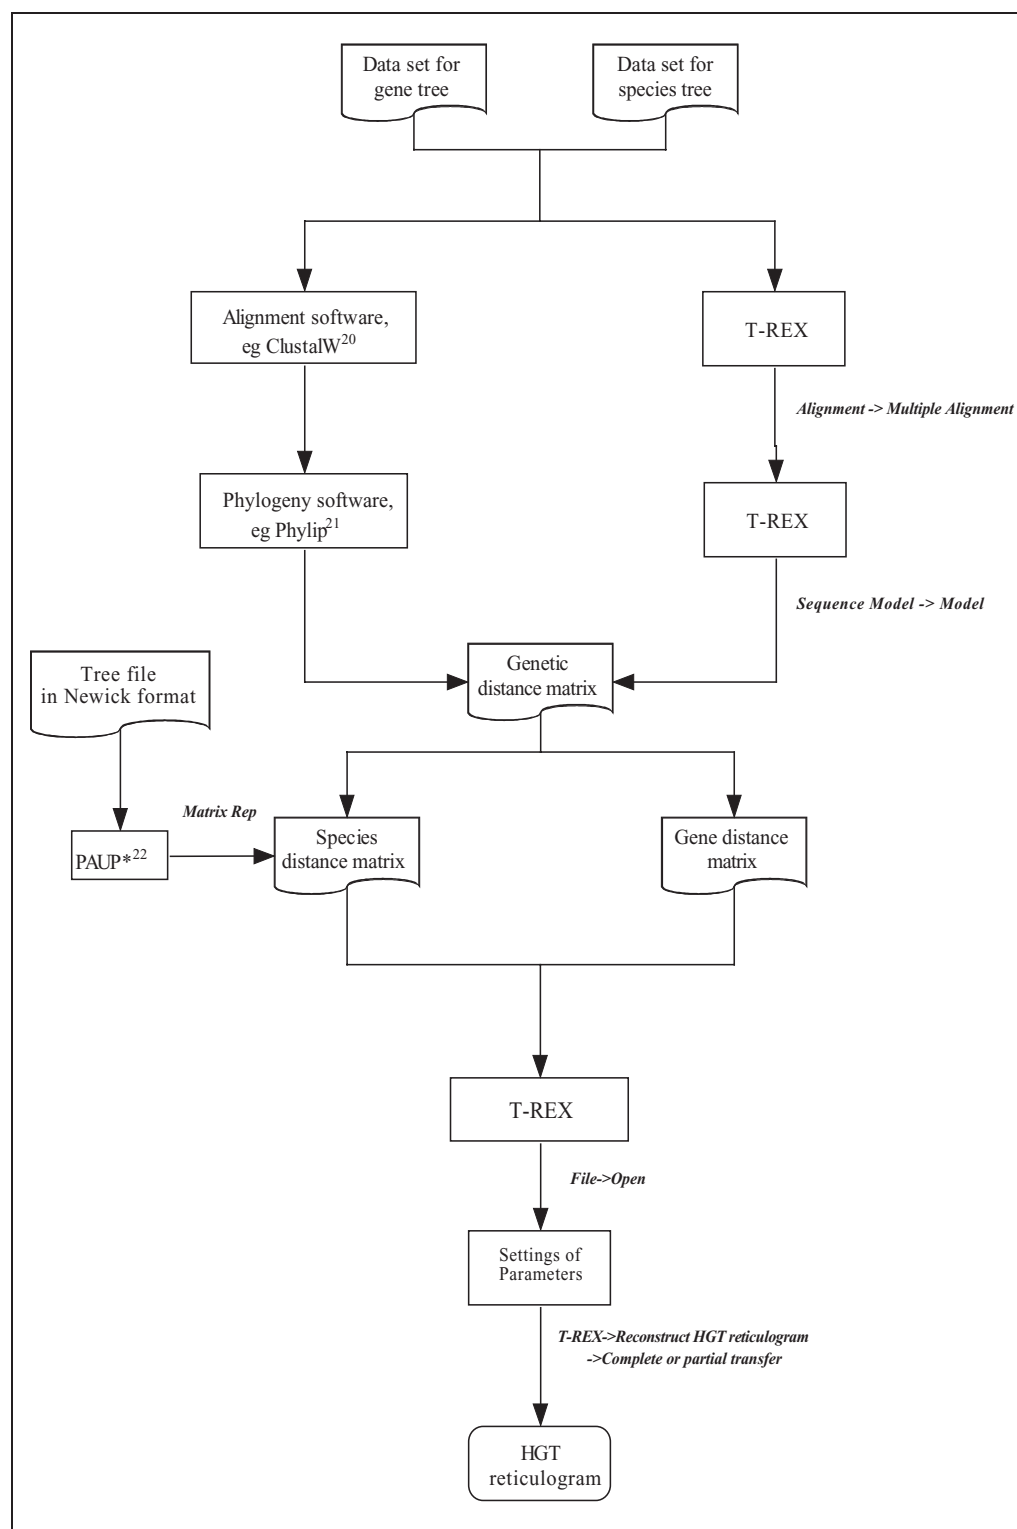 Data set for
gene tree
Data set for
species tree
Alignment software,
eg ClustalW20
T-REX
Alignment -> Multiple Alignment
Phylogeny software,
eg Phylip21
T-REX
Sequence Model -> Model
Genetic
distance matrix
Tree file
in Newick format
Matrix Rep
PAUP*22
Species
distance matrix
Gene distance
matrix
T-REX
File->Open
Settings of
Parameters
T-REX->Reconstruct HGT reticulogram
->Complete or partial transfer
HGT
reticulogram